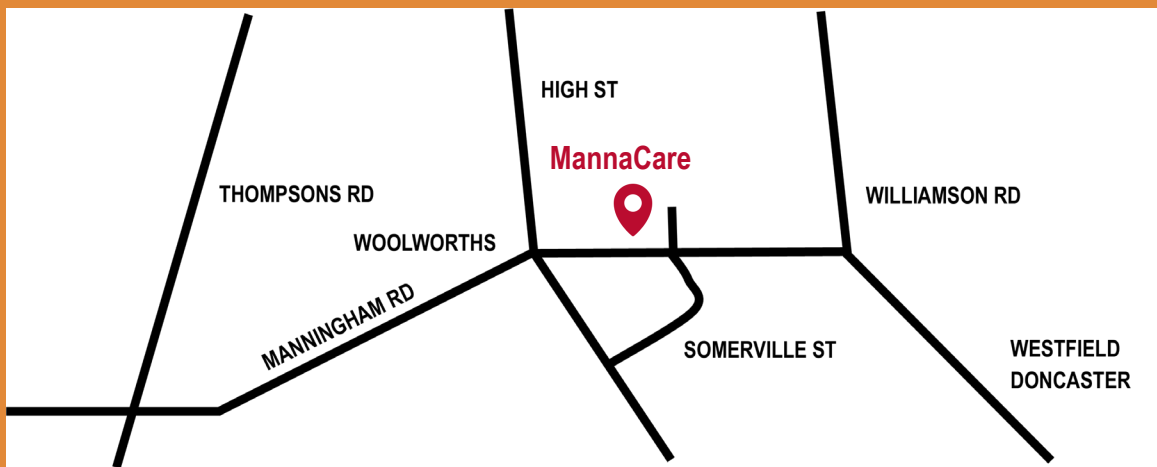 HIGH ST
MannaCare
THOMPSONS RD
WILLIAMSON RD
WOOLWORTHS
MANNINGHAM RD
SOMERVILLE ST
WESTFIELD
DONCASTER